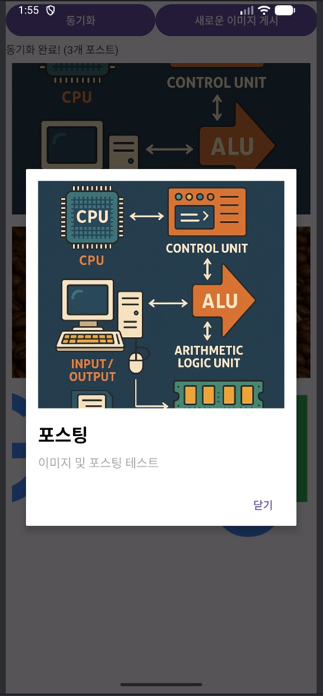 1:55
동기화
새로운 이미지 게시
동기화 완료! (3개 포스트)
CONTROL UNIT
CPU
ALU
CPU
CONTROL UNIT
CPU
ALU
INPUT /
OUTPUT
ARITHMETIC
LOGIC UNIT
포스팅
이미지 및 포스팅 테스트
닫기